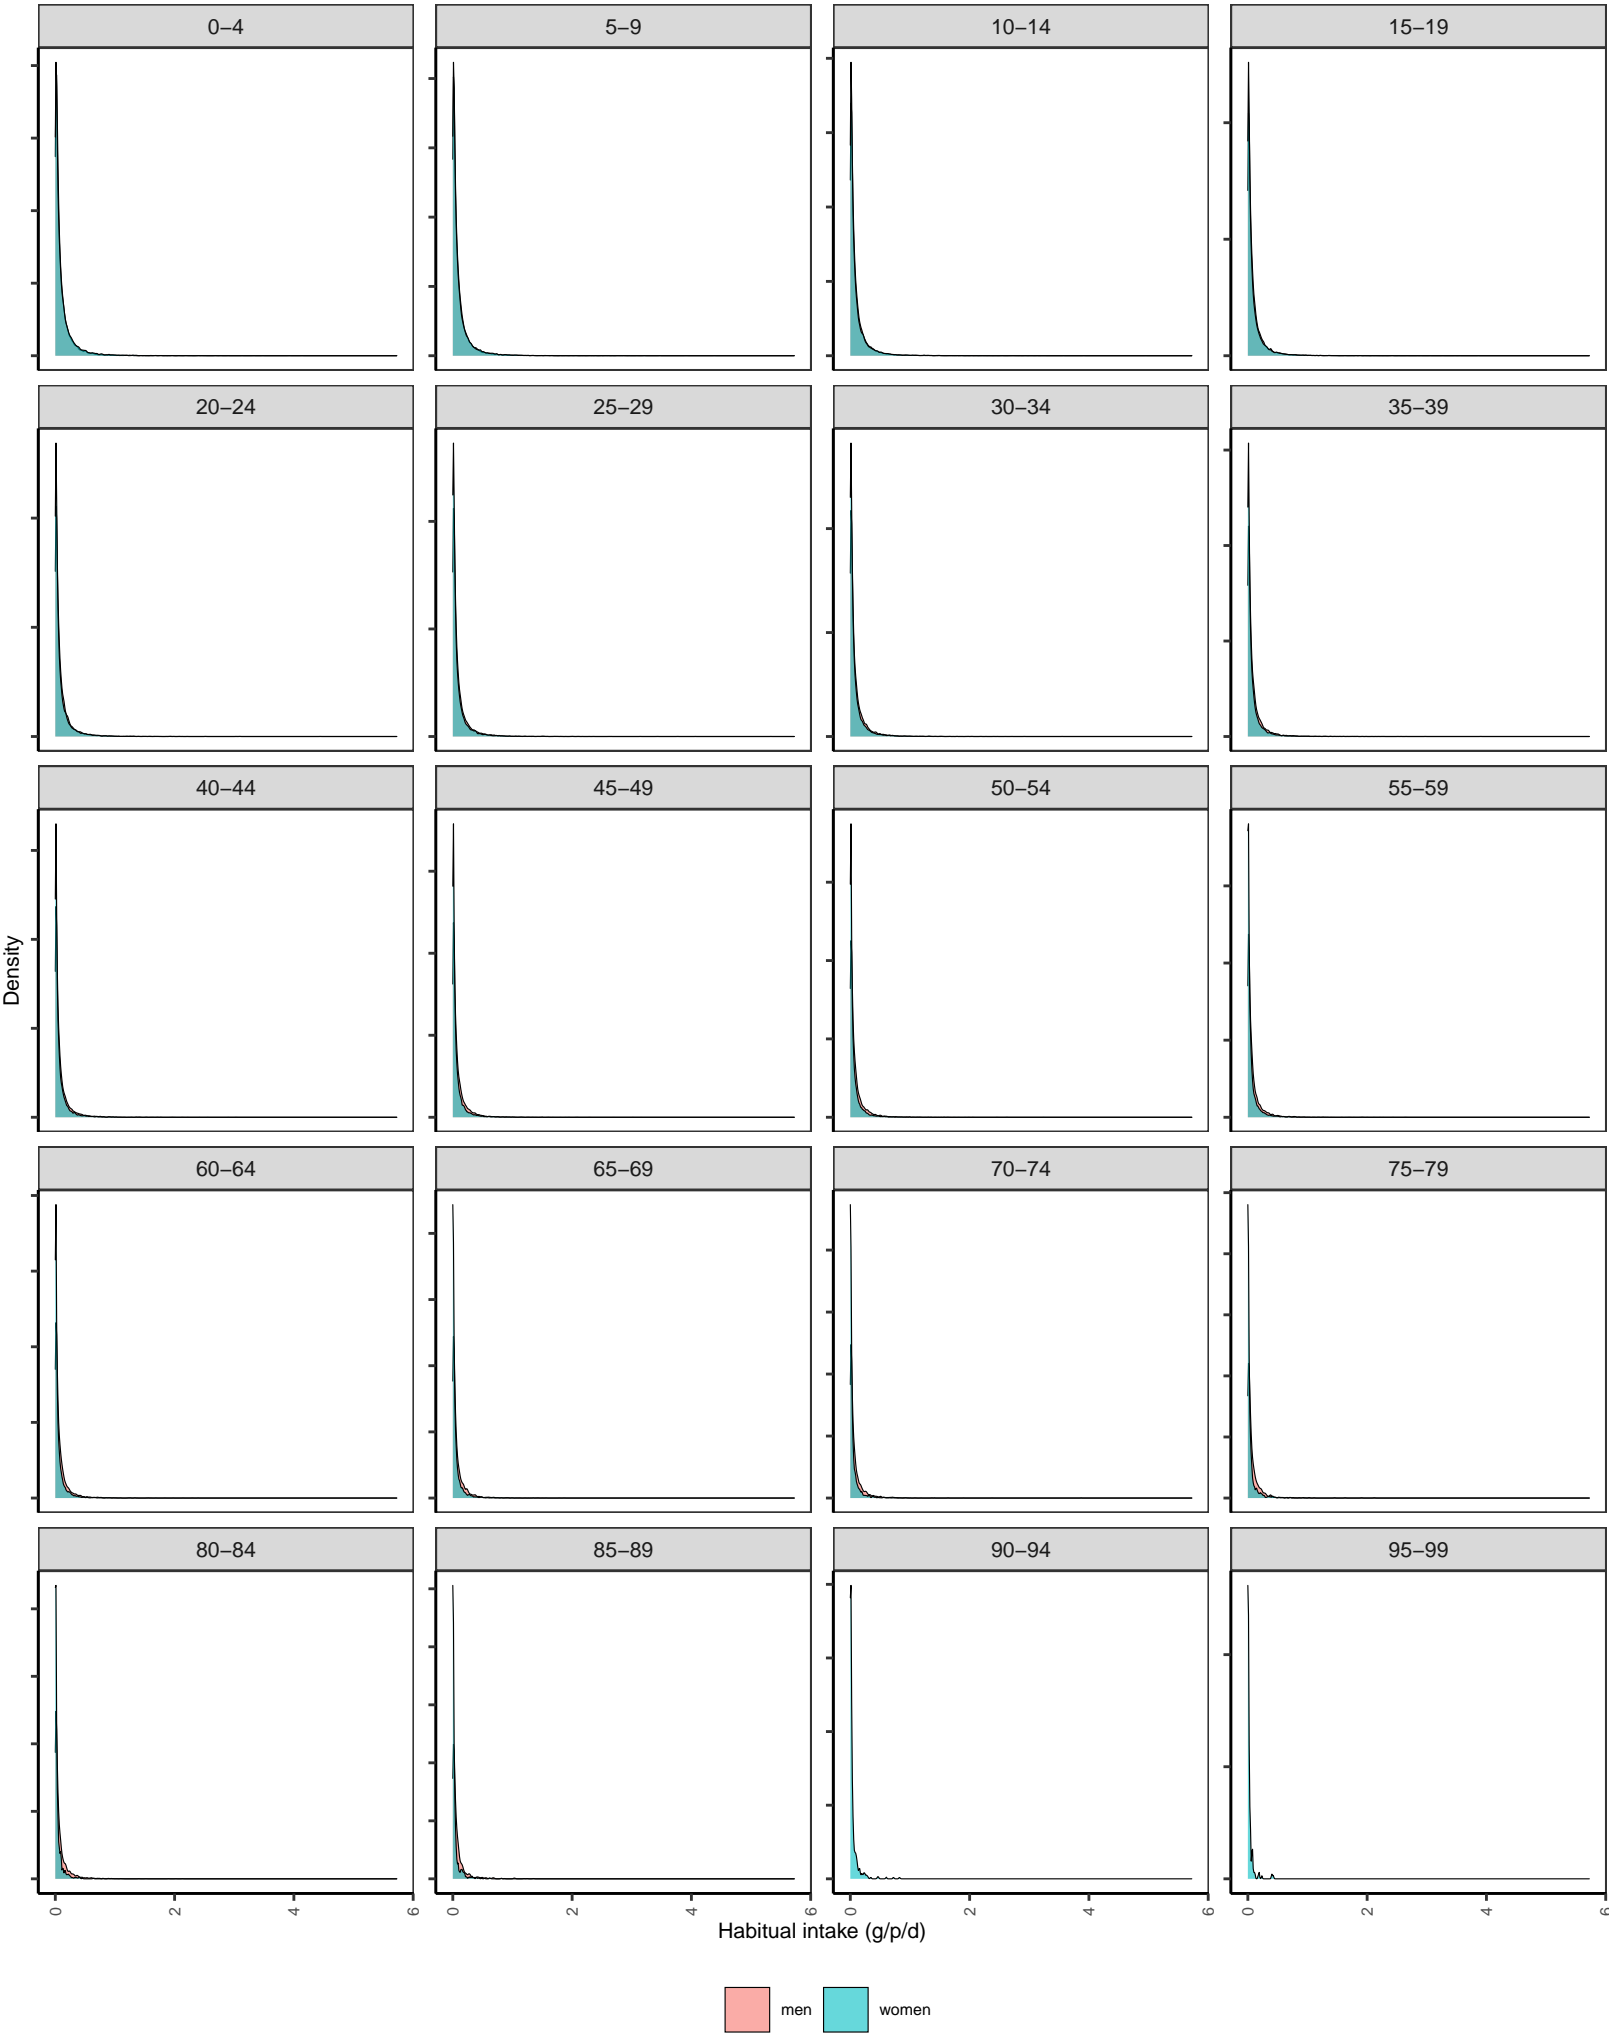 0−4 5−9 10−14 15−19
20−24 25−29 30−34 35−39
40−44 45−49 50−54 55−59
Density
60−64 65−69 70−74 75−79
80−84 85−89 90−94 95−99
0 2 4 6 0 2 4 6 0 2 4 6 0 2 4 6
Habitual intake (g/p/d)
men women